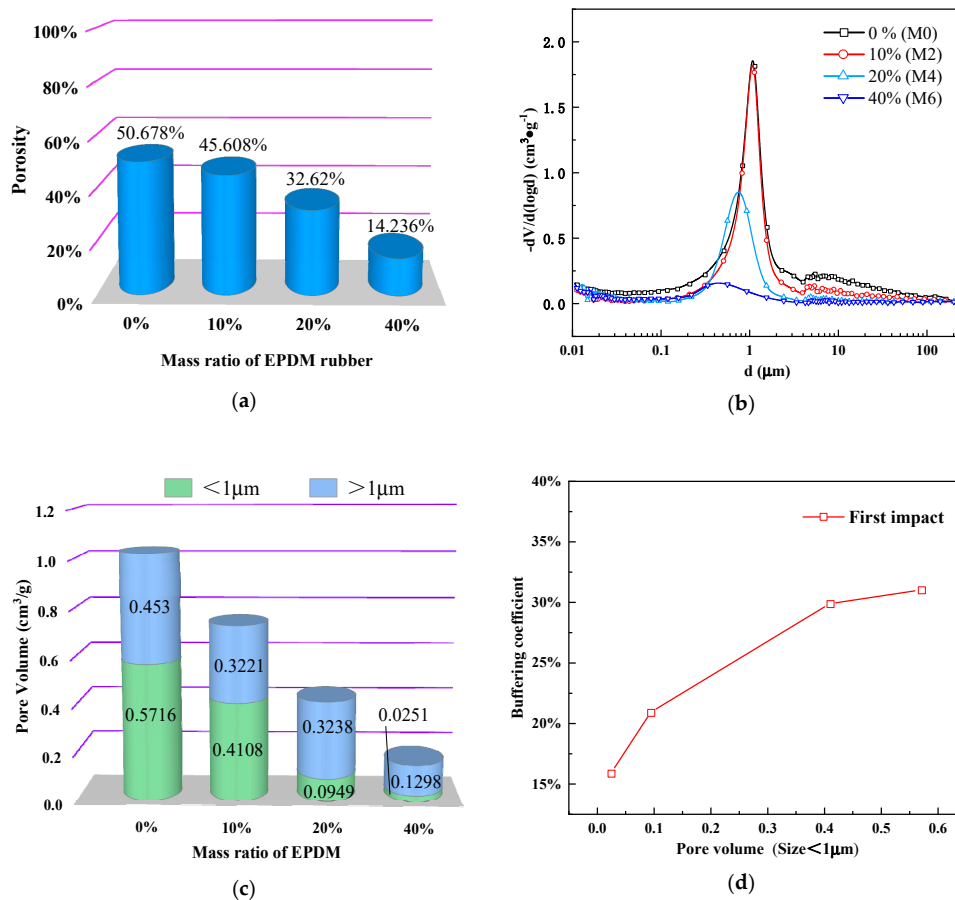 100%
80%
60%
40%
20%
0%
Porosity
50.678%
45.608%
32.62%
14.236%
0%
10%
20%
40%
Mass ratio of EPDM rubber
(a)
0 % (M0)
10% (M2)
20% (M4)
40% (M6)
2.0
1.5
1.0
0.5
0.0
-dV/d(logd) (cm³●g⁻¹)
0.01
0.1
1
10
100
d (μm)
(b)
<1μm
>1μm
1.2
1.0
0.8
0.6
0.4
0.2
0.0
Pore Volume (cm³/g)
0.453
0.5716
0.3221
0.4108
0.3238
0.0949
0.0251
0.1298
0%
10%
20%
40%
Mass ratio of EPDM
(c)
40%
35%
30%
25%
20%
15%
Buffering coefficient
First impact
0.0
0.1
0.2
0.3
0.4
0.5
0.6
Pore volume (Size<1μm)
(d)